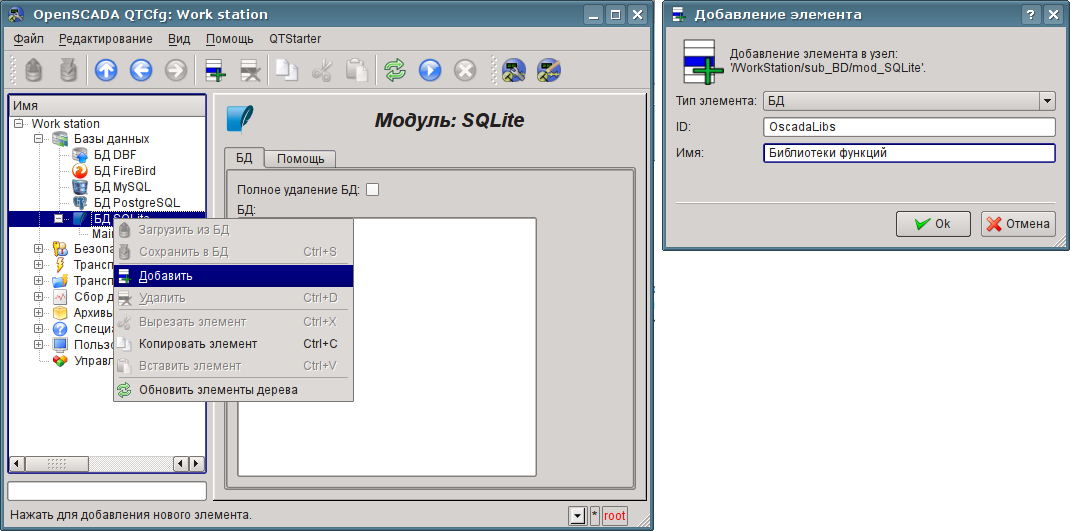 OpenSCADA QTCfg: Work station
Файл Редактирование Вид Помощь QTStarter
Имя
Work station
Базы данных
БД DBF
БД FireBird
БД MySQL
БД PostgreSQL
БД SQLite
Main
Безопа
Трансп
Трансп
Сбор д
Архивы
Специа
Пользо
Управл
Загрузить из БД
Сохранить в БД Ctrl+S
Добавить
Удалить Ctrl+D
Вырезать элемент Ctrl+X
Копировать элемент Ctrl+C
Вставить элемент Ctrl+V
Обновить элементы дерева
Модуль: SQLite
БД Помощь
Полное удаление БД:
БД:
Нажать для добавления нового элемента.
* root
Добавление элемента
Добавление элемента в узел:
'/WorkStation/sub_BD/mod_SQLite'.
Тип элемента: БД
ID: OscadaLibs
Имя: Библиотеки функций
Ok Отмена